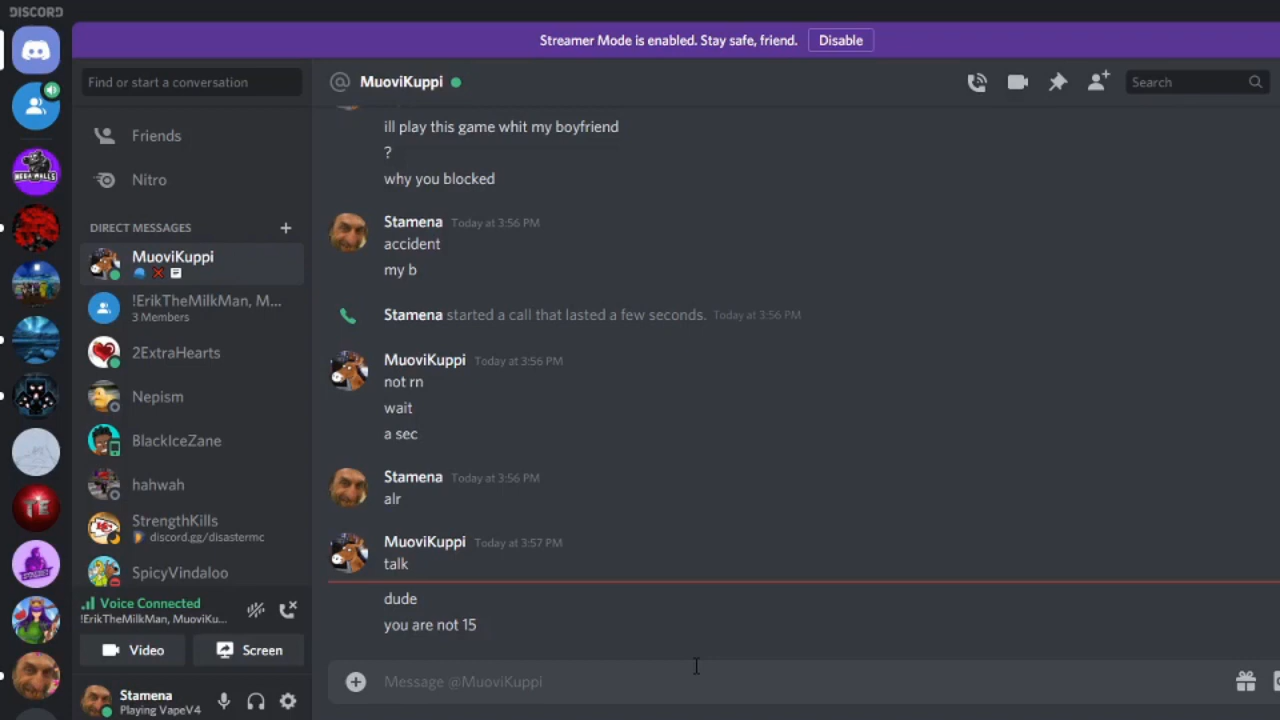 DISCORD
Streamer Mode is enabled. Stay safe, friend. Disable
Find or start a conversation
@ MuoviKuppi
Search
Friends
Nitro
DIRECT MESSAGES +
MuoviKuppi
!ErikTheMilkMan, M...
3 Members
2ExtraHearts
Nepism
BlackIceZane
hahwah
StrengthKills
discord.gg/disastermc
SpicyVindaloo
Voice Connected
!ErikTheMilkMan, MuoviKu...
Video
Screen
Stamena
Playing VapeV4
MEGA WALLS
TE
ill play this game whit my boyfriend
?
why you blocked
Stamena Today at 3:56 PM
accident
my b
Stamena started a call that lasted a few seconds. Today at 3:56 PM
MuoviKuppi Today at 3:56 PM
not rn
wait
a sec
Stamena Today at 3:56 PM
alr
MuoviKuppi Today at 3:57 PM
talk
dude
you are not 15
Message @MuoviKuppi